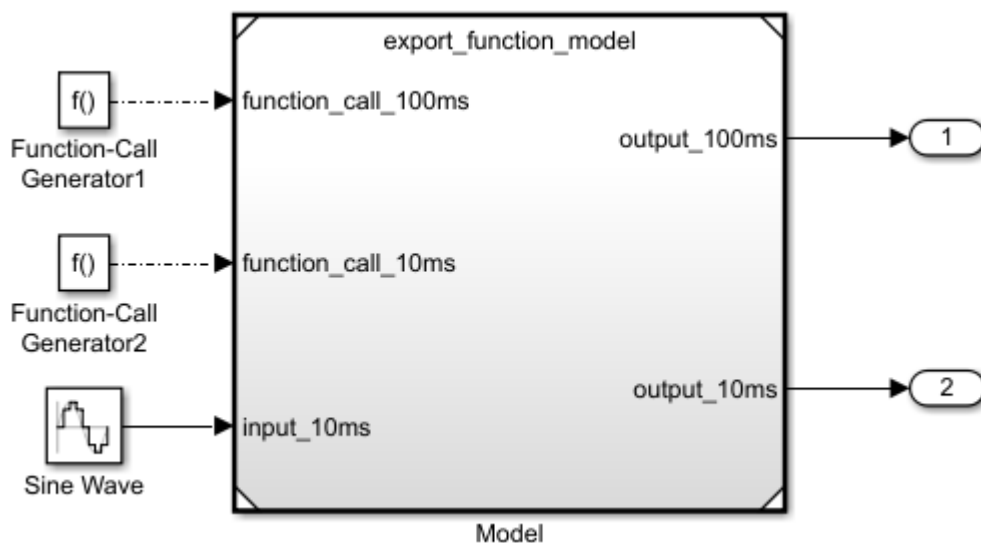 export_function_model
f()
function_call_100ms
Function-Call
Generator1
output_100ms
1
f()
function_call_10ms
Function-Call
Generator2
output_10ms
2
input_10ms
Sine Wave
Model